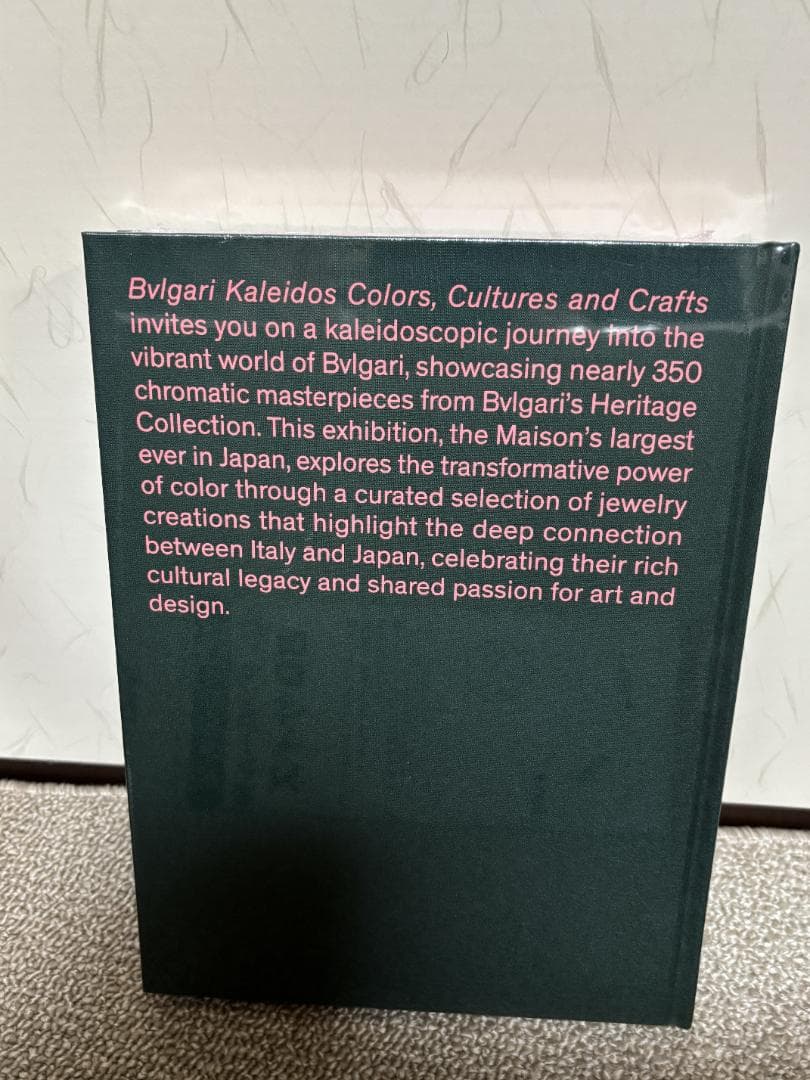 Bvlgari Kaleidos Colors, Cultures and Crafts
invites you on a kaleidoscopic journey into the
vibrant world of Bvlgari, showcasing nearly 350
chromatic masterpieces from Bvlgari's Heritage
Collection. This exhibition, the Maison's largest
ever in Japan, explores the transformative power
of color through a curated selection of jewelry
creations that highlight the deep connection
between Italy and Japan, celebrating their rich
cultural legacy and shared passion for art and
design.